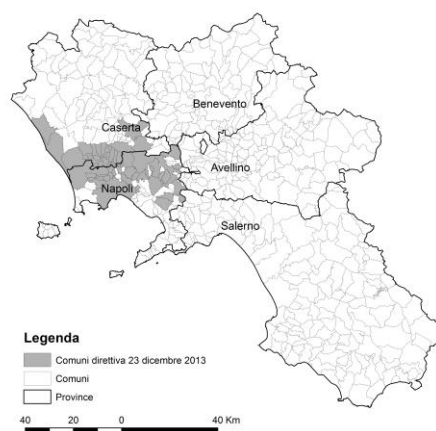 Benevento
Caserta
Avellino
Napoli
Salerno
Legenda
Comuni direttiva 23 dicembre 2013
Comuni
Province
40 20 0 40 Km